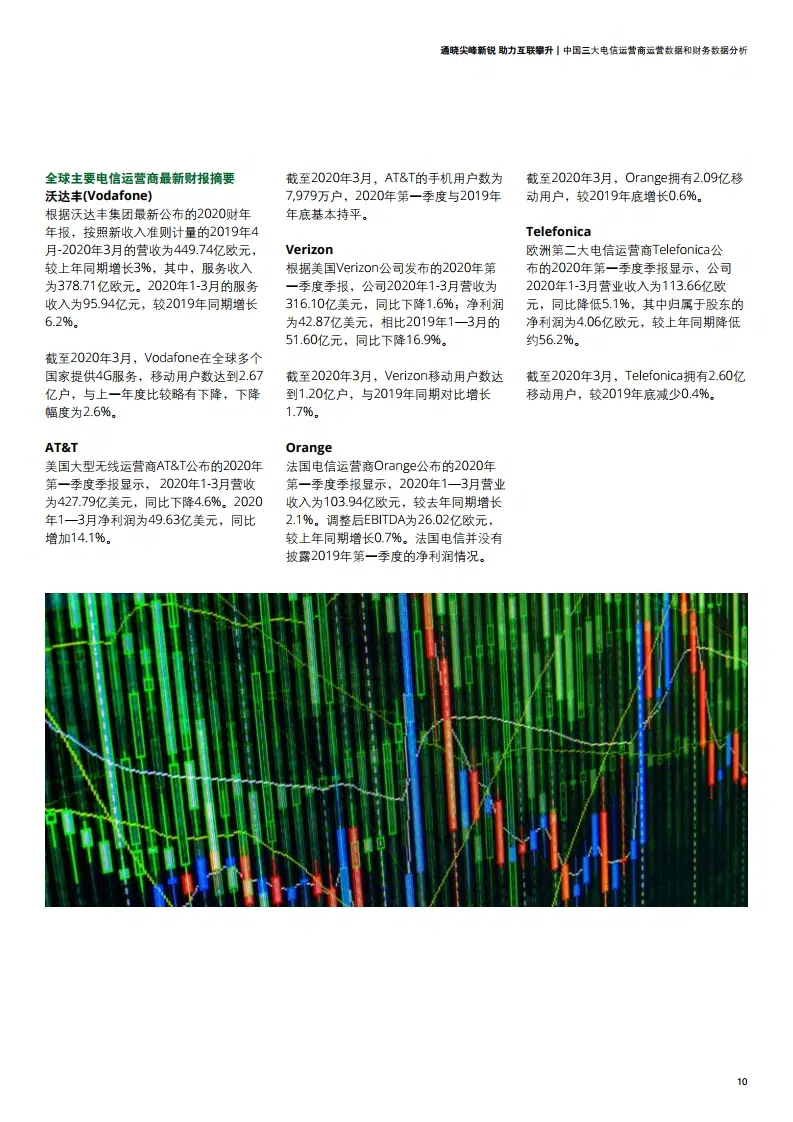 通晓尖峰新锐 助力互联攀升 | 中国三大电信运营商运营数据和财务数据分析
全球主要电信运营商最新财报摘要
沃达丰(Vodafone)
根据沃达丰集团最新公布的2020财年
年报，按照新收入准则计量的2019年4
月-2020年3月的营收为449.74亿欧元，
较上年同期增长3%，其中，服务收入
为378.71亿欧元。2020年1-3月的服务
收入为95.94亿元，较2019年同期增长
6.2%。
截至2020年3月，Vodafone在全球多个
国家提供4G服务，移动用户数达到2.67
亿户，与上一年度比较略有下降，下降
幅度为2.6%。
AT&T
美国大型无线运营商AT&T公布的2020年
第一季度季报显示， 2020年1-3月营收
为427.79亿美元，同比下降4.6%。2020
年1—3月净利润为49.63亿美元，同比
增加14.1%。
截至2020年3月，AT&T的手机用户数为
7,979万户，2020年第一季度与2019年
年底基本持平。
Verizon
根据美国Verizon公司发布的2020年第
一季度季报，公司2020年1-3月营收为
316.10亿美元，同比下降1.6%；净利润
为42.87亿美元，相比2019年1—3月的
51.60亿元，同比下降16.9%。
截至2020年3月，Verizon移动用户数达
到1.20亿户，与2019年同期对比增长
1.7%。
Orange
法国电信运营商Orange公布的2020年
第一季度季报显示，2020年1—3月营业
收入为103.94亿欧元，较去年同期增长
2.1%。调整后EBITDA为26.02亿欧元，
较上年同期增长0.7%。法国电信并没有
披露2019年第一季度的净利润情况。
截至2020年3月，Orange拥有2.09亿移
动用户，较2019年底增长0.6%。
Telefonica
欧洲第二大电信运营商Telefonica公
布的2020年第一季度季报显示，公司
2020年1-3月营业收入为113.66亿欧
元，同比降低5.1%，其中归属于股东的
净利润为4.06亿欧元，较上年同期降低
约56.2%。
截至2020年3月，Telefonica拥有2.60亿
移动用户，较2019年底减少0.4%。
10